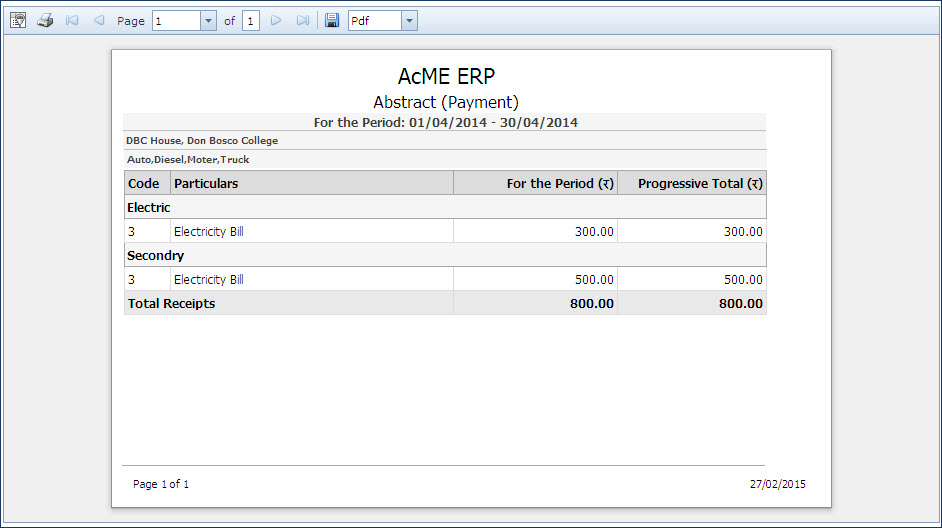 Page 1 of 1 Pdf
AcME ERP
Abstract (Payment)
For the Period: 01/04/2014 - 30/04/2014
DBC House, Don Bosco College
Auto,Diesel,Moter,Truck
Code Particulars For the Period (₹) Progressive Total (₹)
Electric
3 Electricity Bill 300.00 300.00
Secondry
3 Electricity Bill 500.00 500.00
Total Receipts 800.00 800.00
Page 1 of 1 27/02/2015